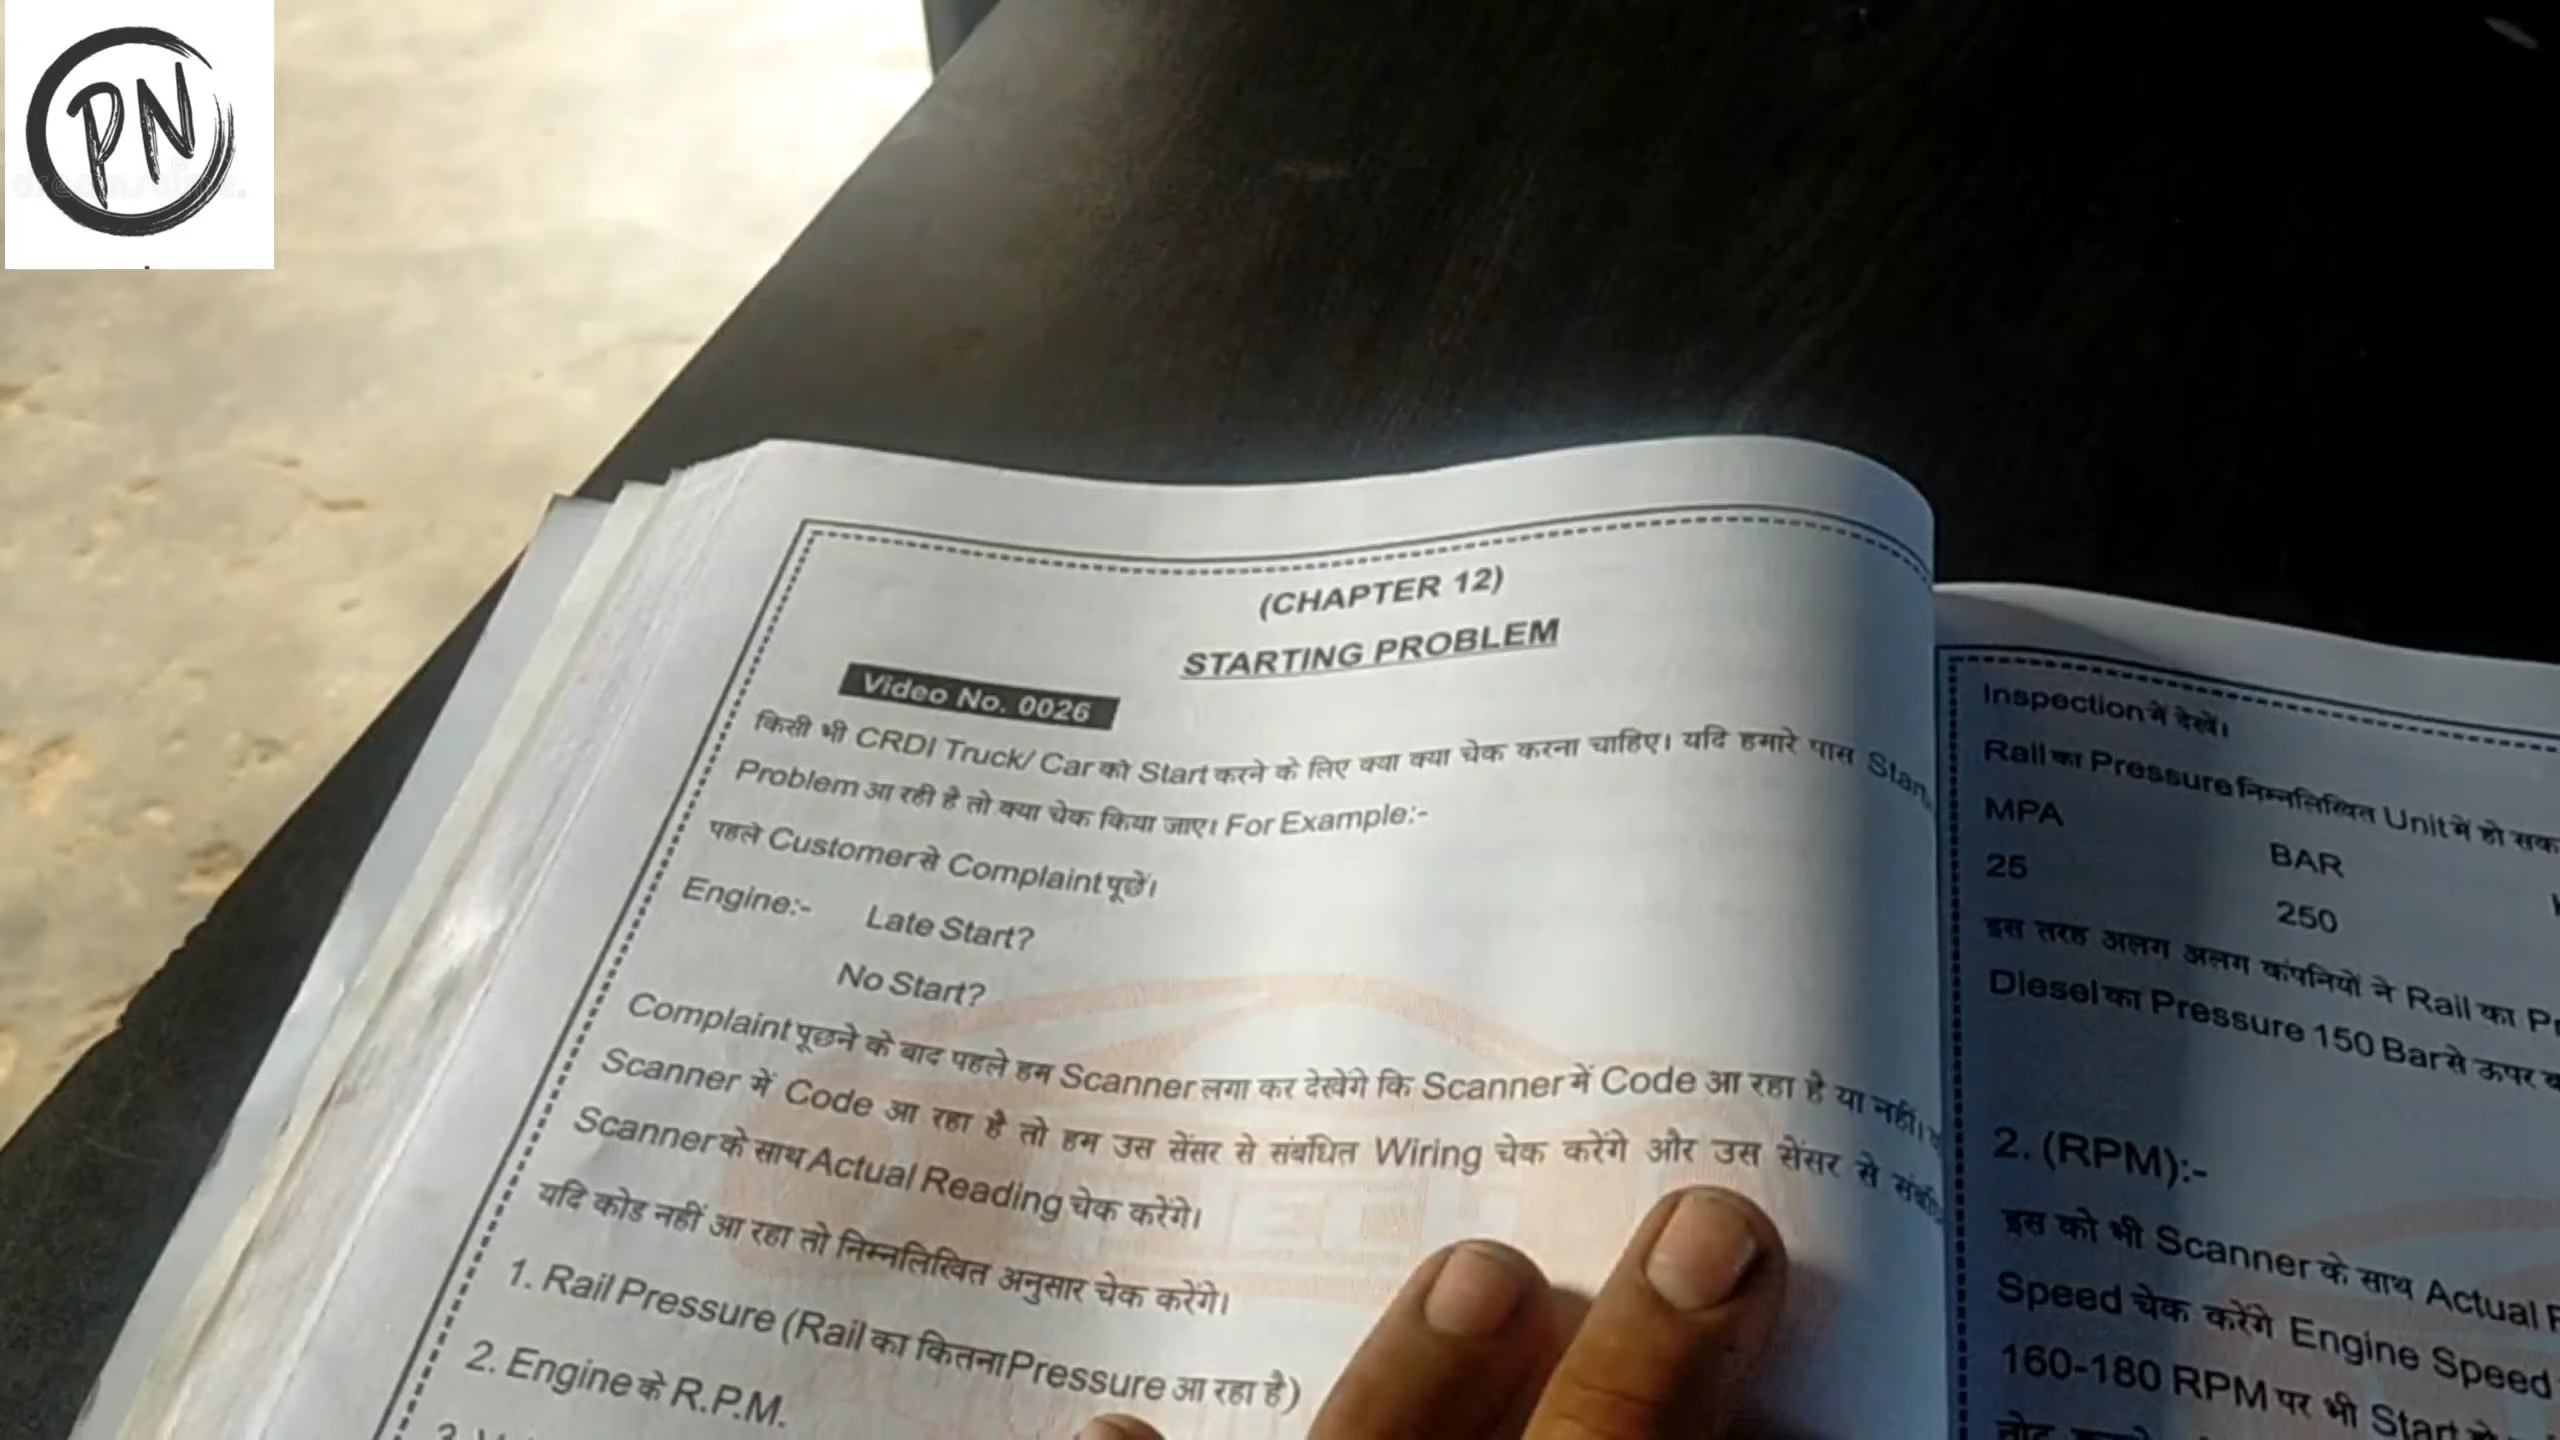 PN
(CHAPTER 12)
STARTING PROBLEM
Video No. 0026
किसी भी CRDI Truck/ Car को Start करने के लिए क्या क्या चेक करना चाहिए। यदि हमारे पास
Problem आ रही है तो क्या चेक किया जाए। For Example:-
पहले Customer से Complaint पूछें।
Engine:- Late Start?
No Start?
Complaint पूछने के बाद पहले हम Scanner लगा कर देखेंगे कि Scanner में Code आ रहा है या नहीं।
Scanner में Code आ रहा है तो हम उस सेंसर से संबंधित Wiring चेक करेंगे और उस सेंसर से
Scanner के साथ Actual Reading चेक करेंगे।
यदि कोड नहीं आ रहा तो निम्नलिखित अनुसार चेक करेंगे।
1. Rail Pressure (Rail का कितना Pressure आ रहा है)
2. Engine के R.P.M.
Inspection में देखें।
Rail का Pressure निम्नलिखित Unit में हो
MPA BAR
25 250
इस तरह अलग अलग कंपनियों ने Rail का
Diesel का Pressure 150 Bar से ऊपर
2. (RPM):-
इस को भी Scanner के साथ Actual
Speed चेक करेंगे Engine Speed
160-180 RPM पर भी Start